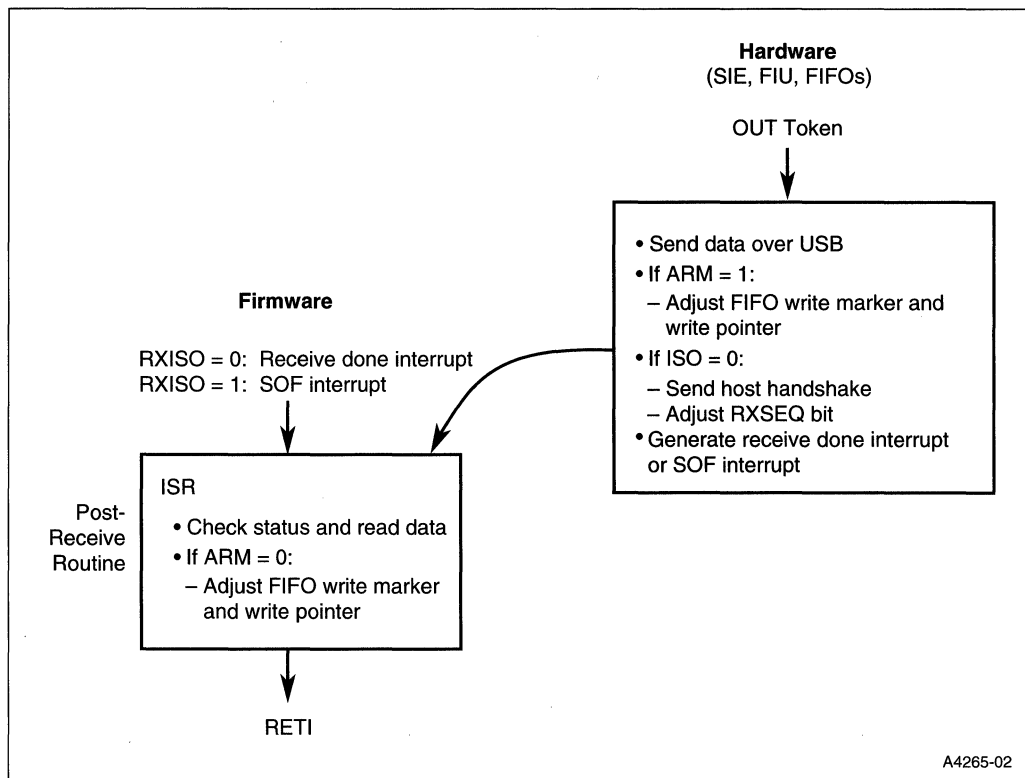 Hardware
(SIE, FIU, FIFOs)
OUT Token
• Send data over USB
• If ARM = 1:
– Adjust FIFO write marker and
write pointer
• If ISO = 0:
– Send host handshake
– Adjust RXSEQ bit
• Generate receive done interrupt
or SOF interrupt
Firmware
RXISO = 0: Receive done interrupt
RXISO = 1: SOF interrupt
Post-
Receive
Routine
ISR
• Check status and read data
• If ARM = 0:
– Adjust FIFO write marker
and write pointer
RETI
A4265-02